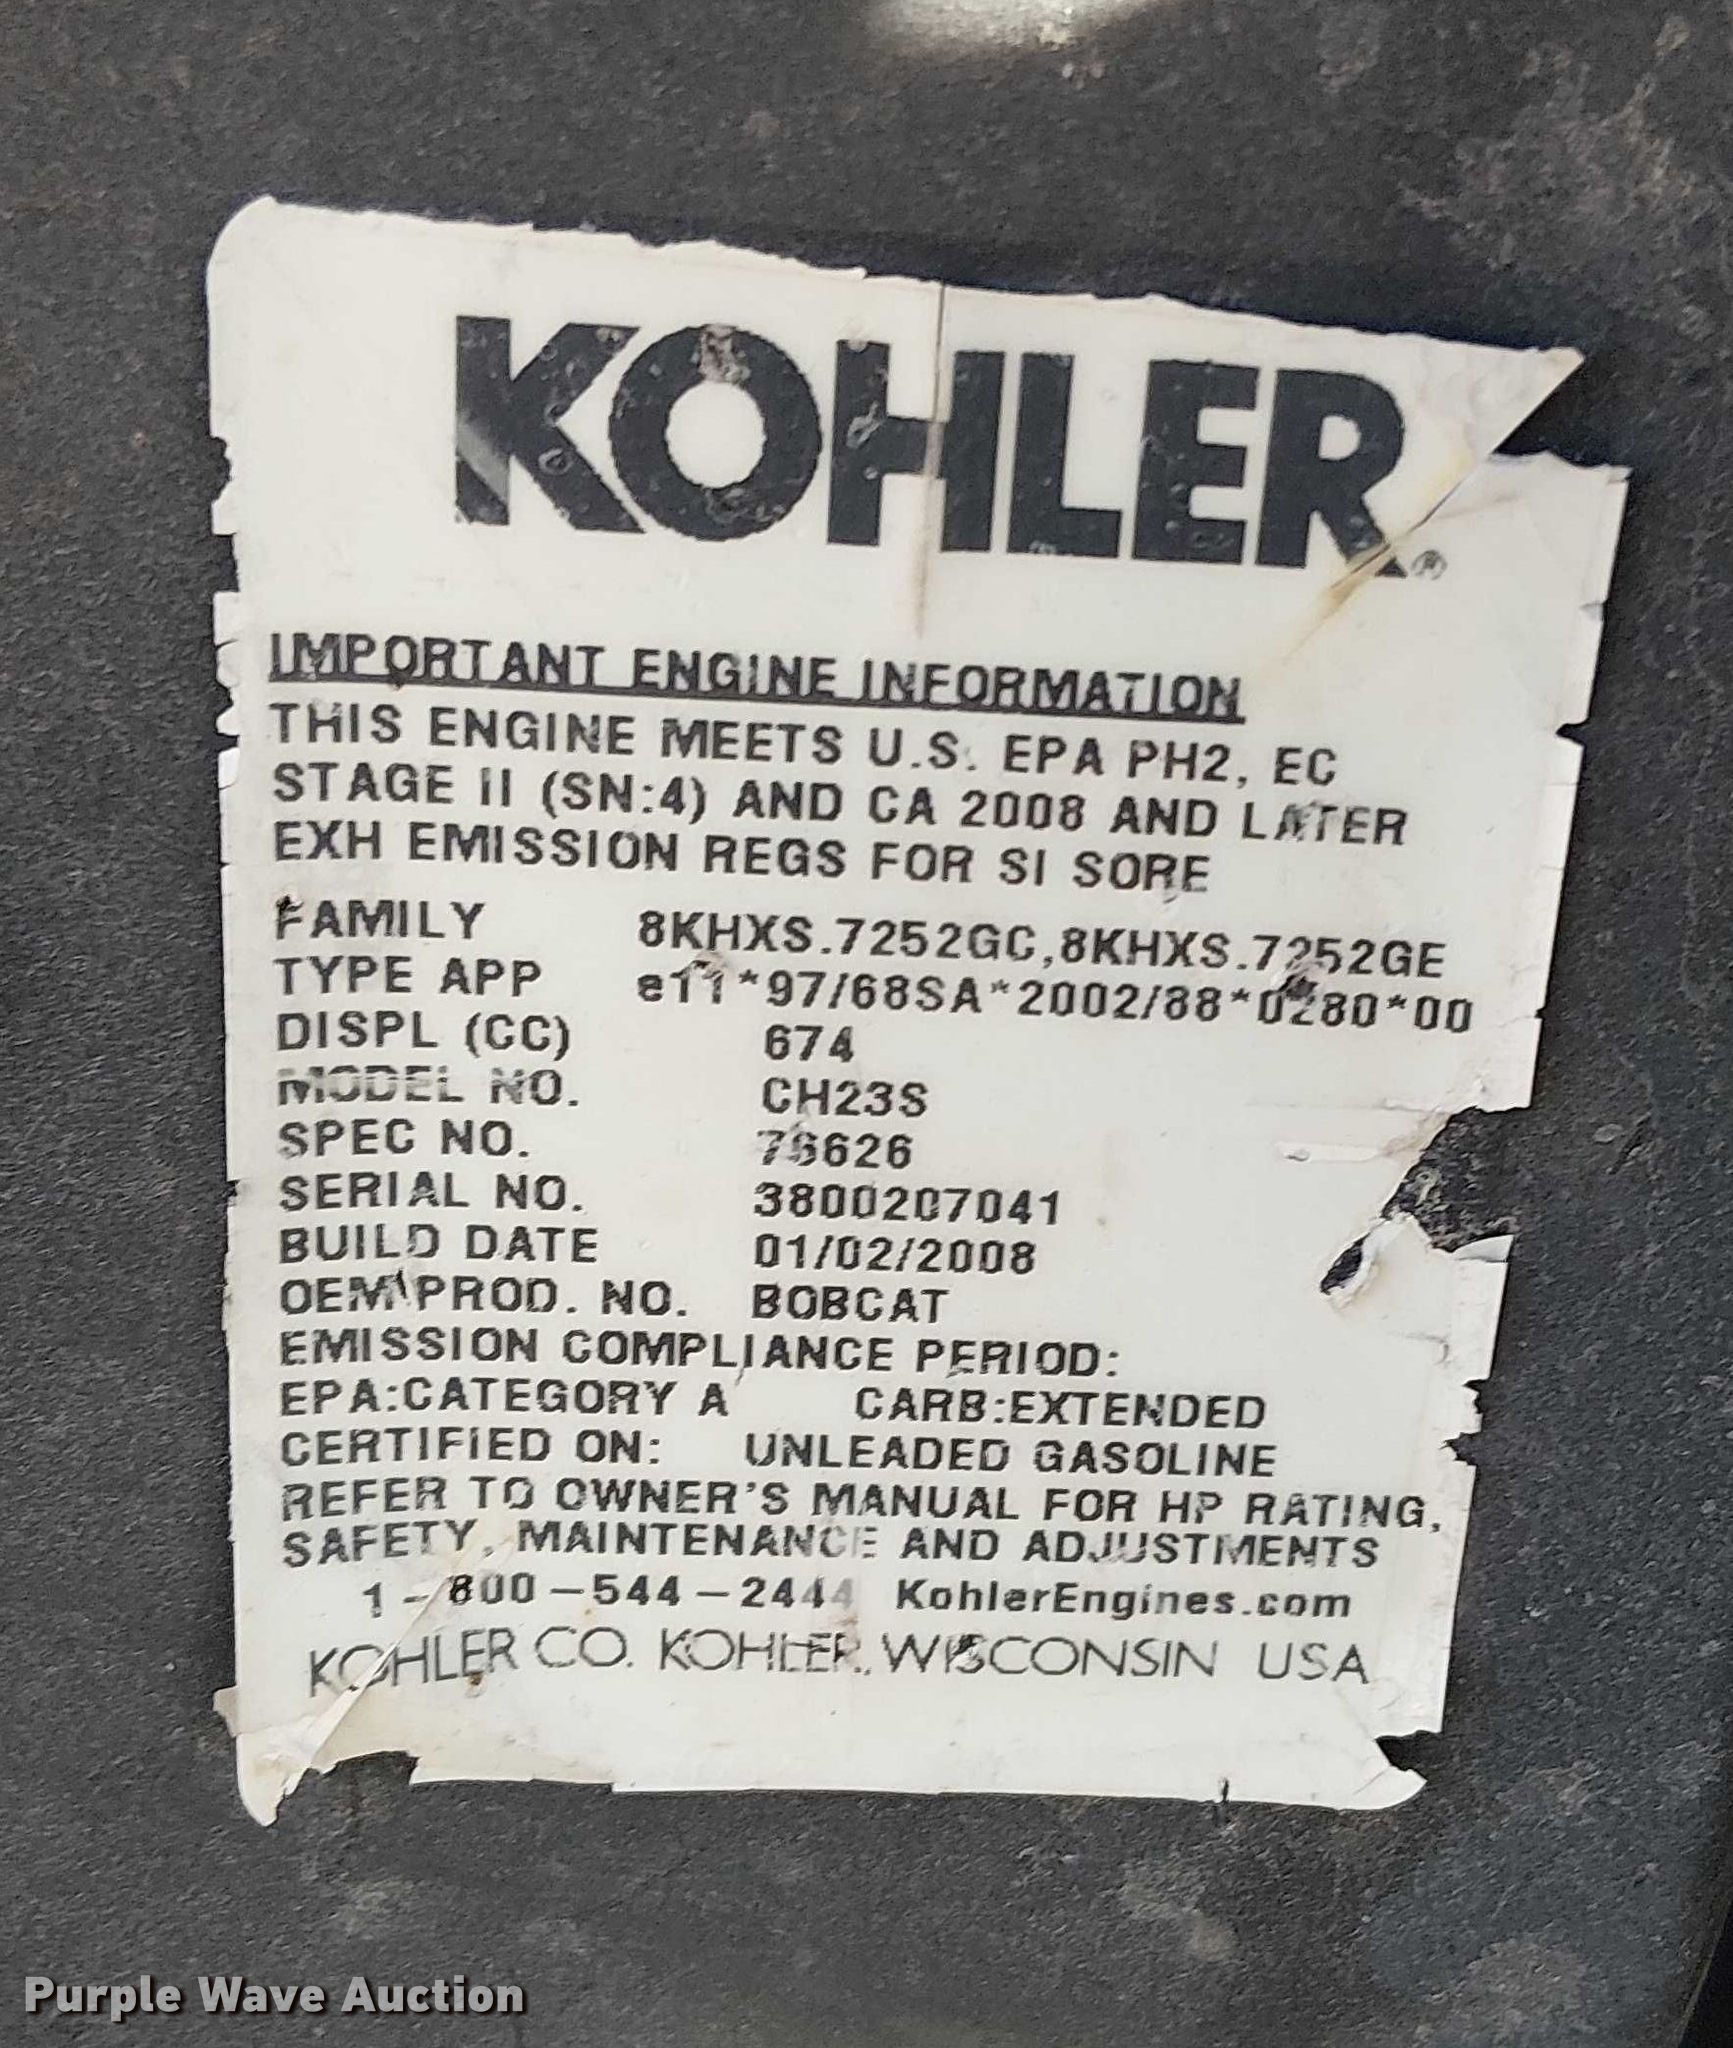 KOHLER®
IMPORTANT ENGINE INFORMATION
THIS ENGINE MEETS U.S. EPA PH2, EC
STAGE II (SN:4) AND CA 2008 AND LATER
EXH EMISSION REGS FOR SI SORE
FAMILY 8KHXS.7252GC,8KHXS.7252GE
TYPE APP e11*97/68SA*2002/88*0280*00
DISPL (CC) 674
MODEL NO. CH23S
SPEC NO. 76626
SERIAL NO. 3800207041
BUILD DATE 01/02/2008
OEM PROD. NO. BOBCAT
EMISSION COMPLIANCE PERIOD:
EPA:CATEGORY A CARB:EXTENDED
CERTIFIED ON: UNLEADED GASOLINE
REFER TO OWNER'S MANUAL FOR HP RATING,
SAFETY, MAINTENANCE AND ADJUSTMENTS
1-800-544-2444 KohlerEngines.com
KOHLER CO. KOHLER, WISCONSIN USA
Purple Wave Auction